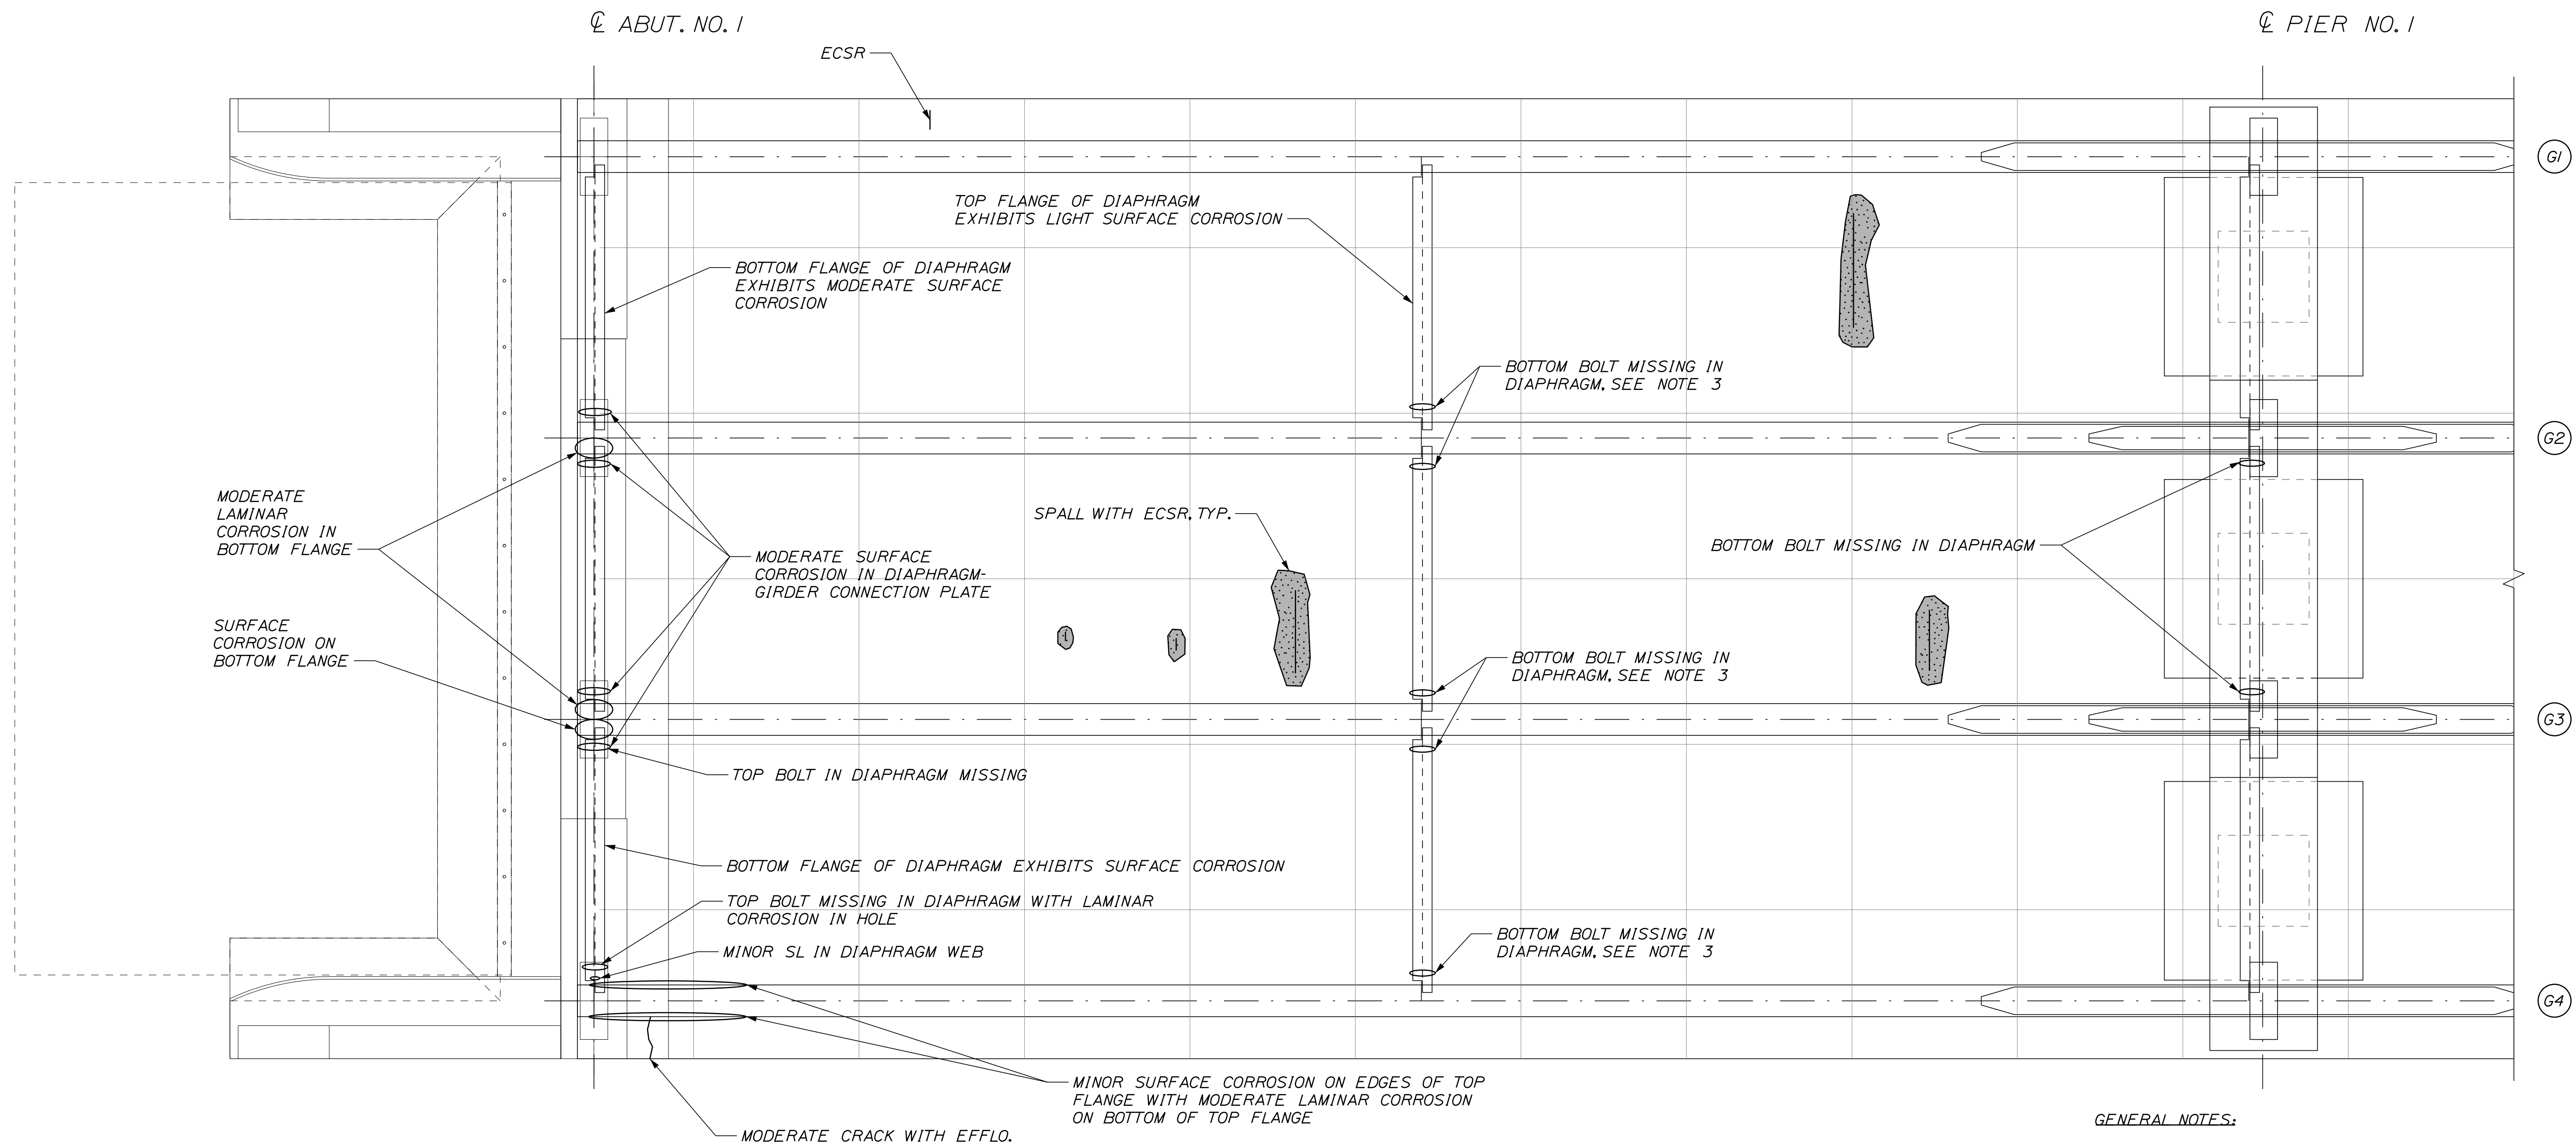 ℄ ABUT. NO. 1
℄ PIER NO. 1
ECSR
G1
TOP FLANGE OF DIAPHRAGM
EXHIBITS LIGHT SURFACE CORROSION
BOTTOM FLANGE OF DIAPHRAGM
EXHIBITS MODERATE SURFACE
CORROSION
BOTTOM BOLT MISSING IN
DIAPHRAGM, SEE NOTE 3
G2
MODERATE
LAMINAR
CORROSION IN
BOTTOM FLANGE
SPALL WITH ECSR, TYP.
BOTTOM BOLT MISSING IN DIAPHRAGM
MODERATE SURFACE
CORROSION IN DIAPHRAGM-
GIRDER CONNECTION PLATE
SURFACE
CORROSION ON
BOTTOM FLANGE
BOTTOM BOLT MISSING IN
DIAPHRAGM, SEE NOTE 3
G3
TOP BOLT IN DIAPHRAGM MISSING
BOTTOM FLANGE OF DIAPHRAGM EXHIBITS SURFACE CORROSION
TOP BOLT MISSING IN DIAPHRAGM WITH LAMINAR
CORROSION IN HOLE
MINOR SL IN DIAPHRAGM WEB
BOTTOM BOLT MISSING IN
DIAPHRAGM, SEE NOTE 3
G4
MINOR SURFACE CORROSION ON EDGES OF TOP
FLANGE WITH MODERATE LAMINAR CORROSION
ON BOTTOM OF TOP FLANGE
MODERATE CRACK WITH EFFLO.
GENERAL NOTES: